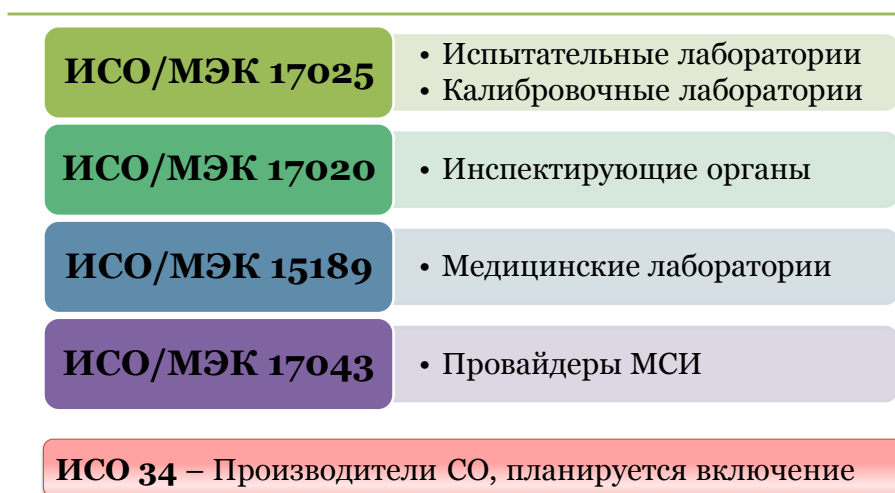 ИСО/МЭК 17025
• Испытательные лаборатории
• Калибровочные лаборатории
ИСО/МЭК 17020
• Инспектирующие органы
ИСО/МЭК 15189
• Медицинские лаборатории
ИСО/МЭК 17043
• Провайдеры МСИ
ИСО 34 – Производители СО, планируется включение